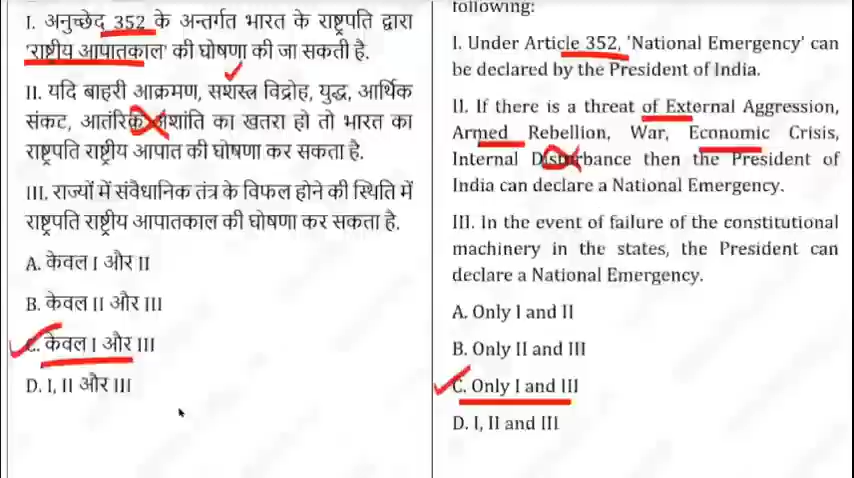 I. अनुच्छेद 352 के अन्तर्गत भारत के राष्ट्रपति द्वारा
'राष्ट्रीय आपातकाल' की घोषणा की जा सकती है.
II. यदि बाहरी आक्रमण, सशस्त्र विद्रोह, युद्ध, आर्थिक
संकट, आतंरिक अशांति का खतरा हो तो भारत का
राष्ट्रपति राष्ट्रीय आपात की घोषणा कर सकता है.
III. राज्यों में संवैधानिक तंत्र के विफल होने की स्थिति में
राष्ट्रपति राष्ट्रीय आपातकाल की घोषणा कर सकता है.
A. केवल I और II
B. केवल II और III
C. केवल I और III
D. I, II और III
following:
I. Under Article 352, 'National Emergency' can
be declared by the President of India.
II. If there is a threat of External Aggression,
Armed Rebellion, War, Economic Crisis,
Internal Disturbance then the President of
India can declare a National Emergency.
III. In the event of failure of the constitutional
machinery in the states, the President can
declare a National Emergency.
A. Only I and II
B. Only II and III
C. Only I and III
D. I, II and III